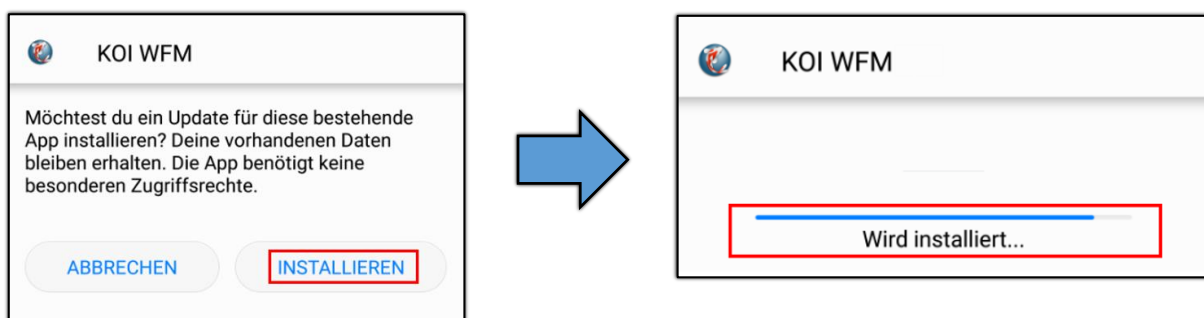 KOI WFM
Möchtest du ein Update für diese bestehende
App installieren? Deine vorhandenen Daten
bleiben erhalten. Die App benötigt keine
besonderen Zugriffsrechte.
ABBRECHEN
INSTALLIEREN
KOI WFM
Wird installiert...